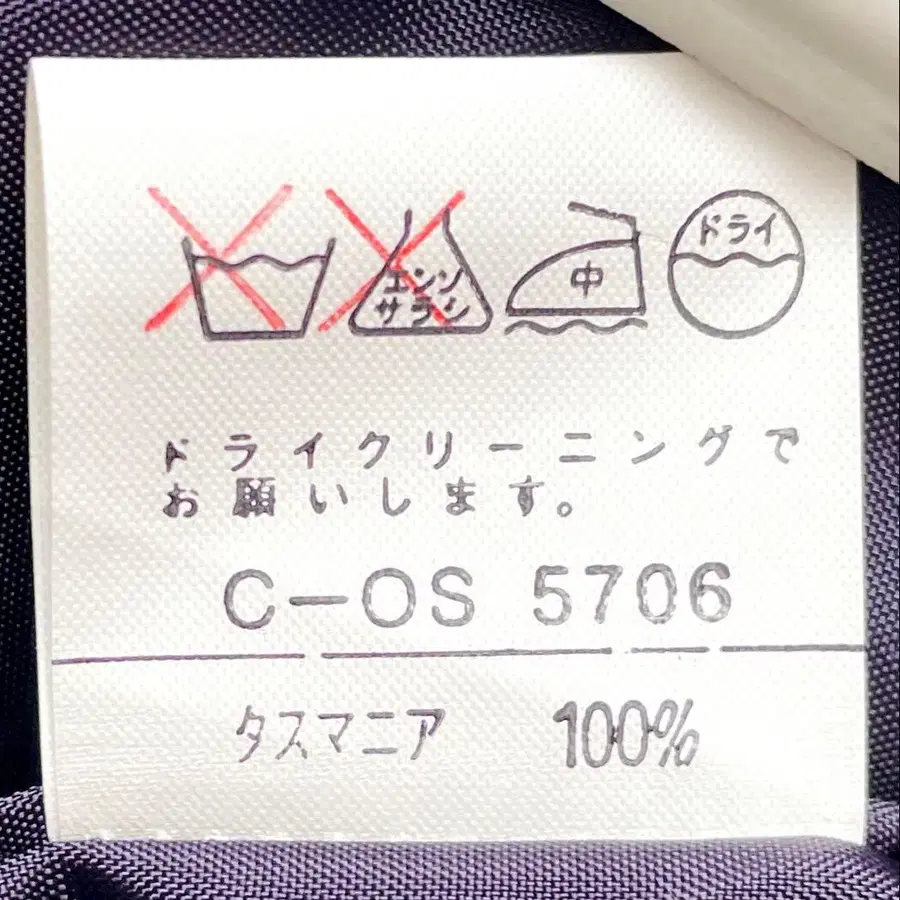 エンソ 中 ドライ
サラシ
ドライクリーニングで
お願いします。
C-OS 5706
タスマニア 100%